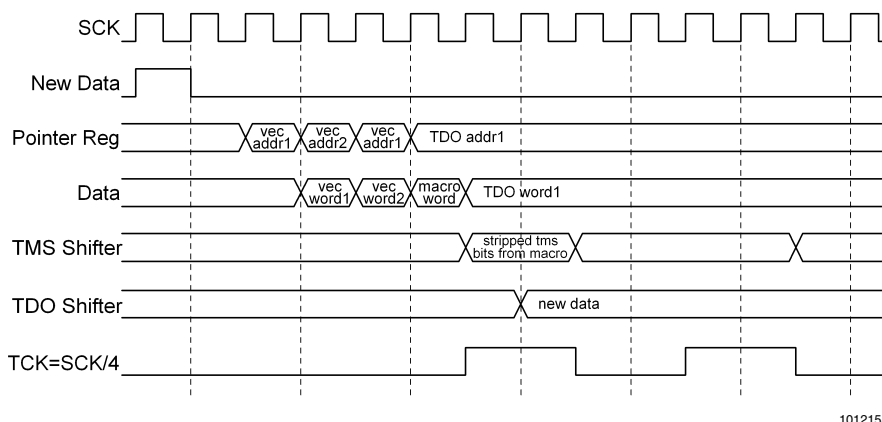 SCK
New Data
Pointer Reg
vec
addr1
vec
addr2
vec
addr1
TDO addr1
Data
vec
word1
vec
word2
macro
word
TDO word1
TMS Shifter
stripped tms
bits from macro
TDO Shifter
new data
TCK=SCK/4
101215